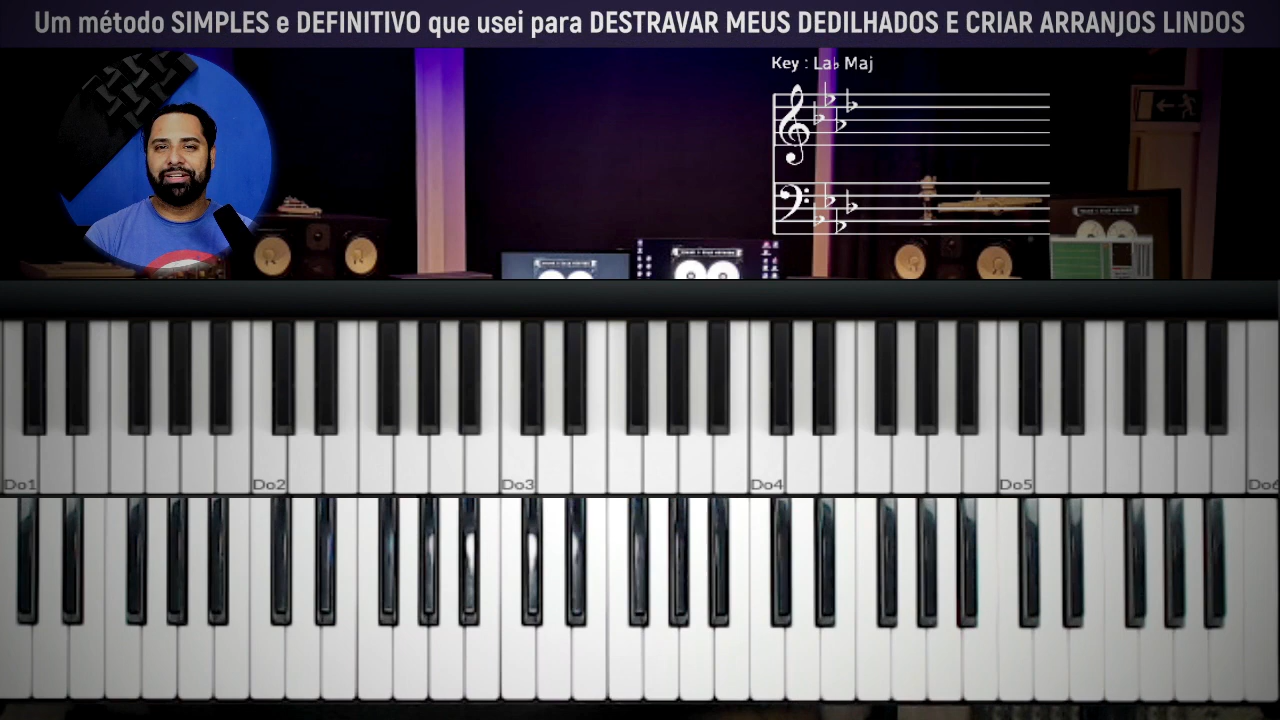 Um método SIMPLES e DEFINITIVO que usei para DESTRAVAR MEUS DEDILHADOS E CRIAR ARRANJOS LINDOS
Key : La♭ Maj
Do1 Do2 Do3 Do4 Do5 Do6